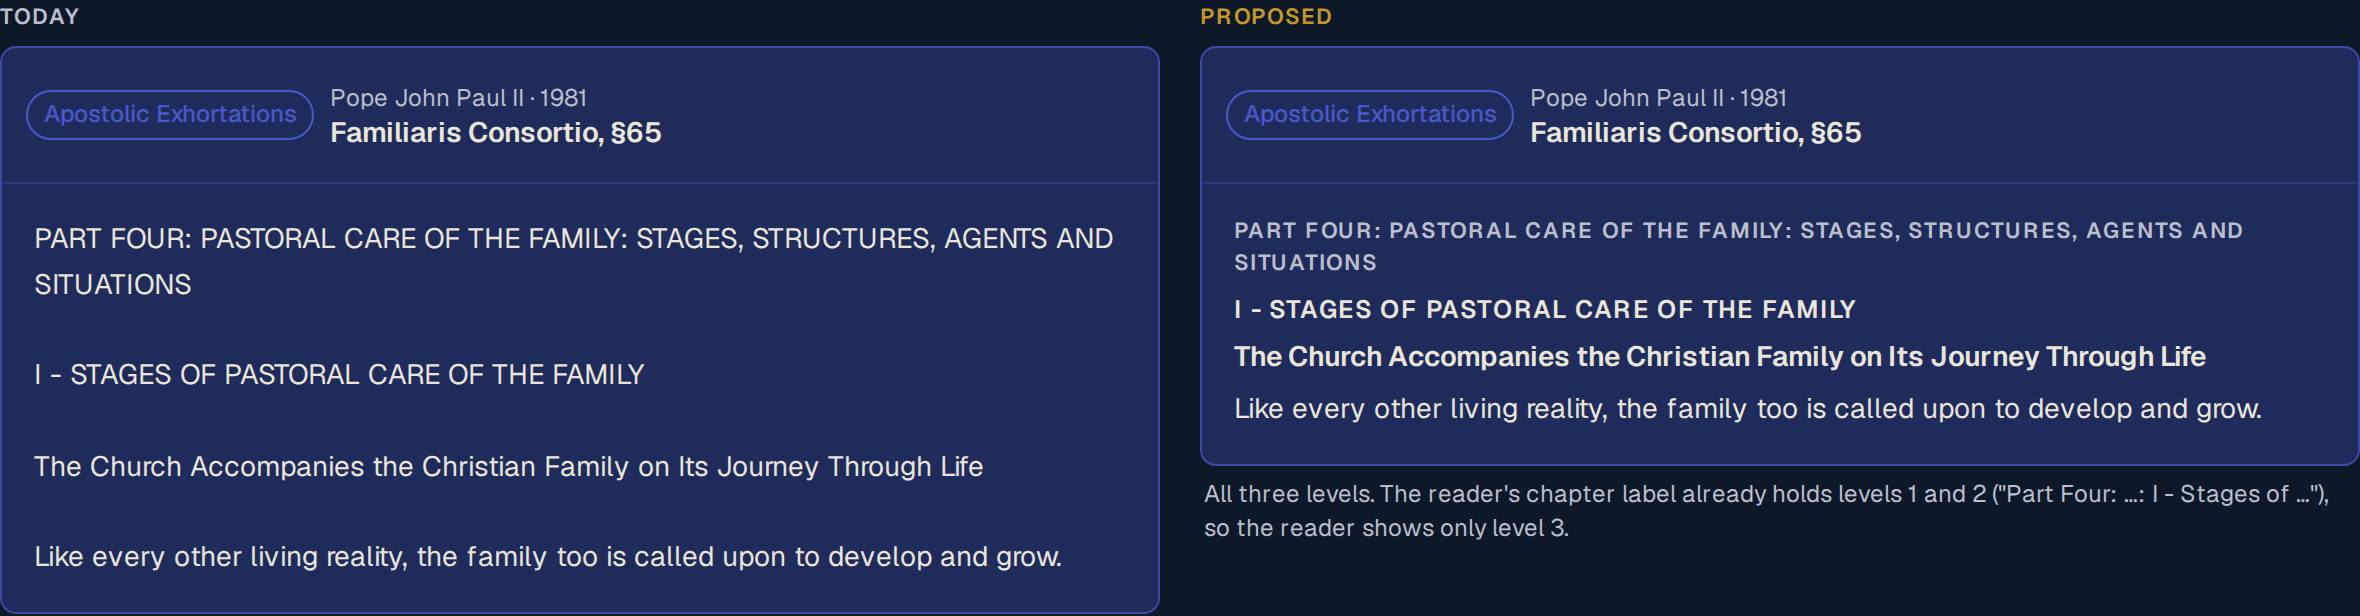 TODAY
Apostolic Exhortations
Pope John Paul II · 1981
Familiaris Consortio, §65
PART FOUR: PASTORAL CARE OF THE FAMILY: STAGES, STRUCTURES, AGENTS AND
SITUATIONS
I - STAGES OF PASTORAL CARE OF THE FAMILY
The Church Accompanies the Christian Family on Its Journey Through Life
Like every other living reality, the family too is called upon to develop and grow.
PROPOSED
Apostolic Exhortations
Pope John Paul II · 1981
Familiaris Consortio, §65
PART FOUR: PASTORAL CARE OF THE FAMILY: STAGES, STRUCTURES, AGENTS AND
SITUATIONS
I - STAGES OF PASTORAL CARE OF THE FAMILY
The Church Accompanies the Christian Family on Its Journey Through Life
Like every other living reality, the family too is called upon to develop and grow.
All three levels. The reader's chapter label already holds levels 1 and 2 ("Part Four: …: I - Stages of …"),
so the reader shows only level 3.